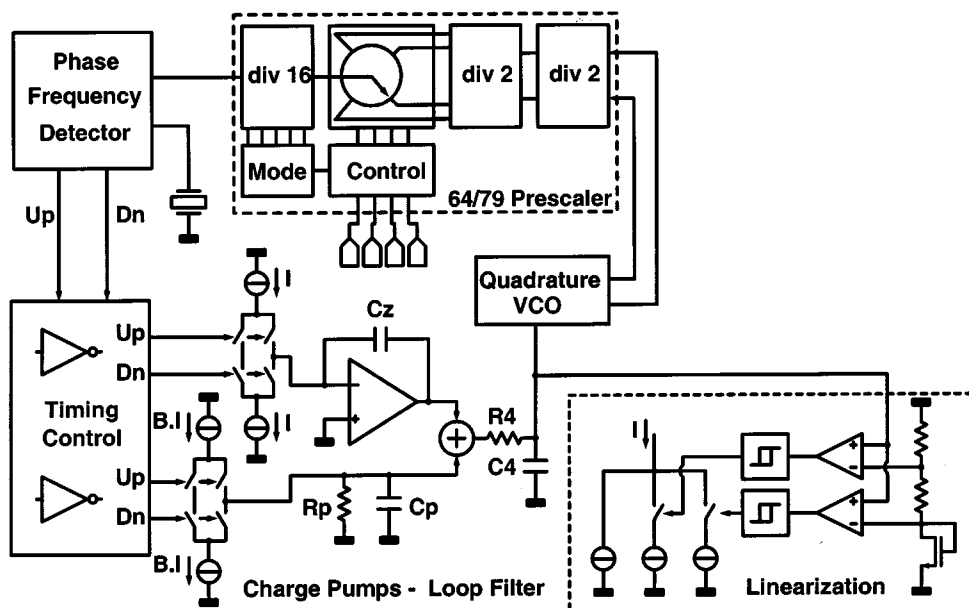 Phase
Frequency
Detector
div 16
div 2
div 2
Mode
Control
64/79 Prescaler
Up
Dn
Quadrature
VCO
I
Cz
Up
Dn
Timing
Control
B.I
I
R4
C4
Up
Dn
Rp
Cp
B.I
I
Charge Pumps - Loop Filter
Linearization